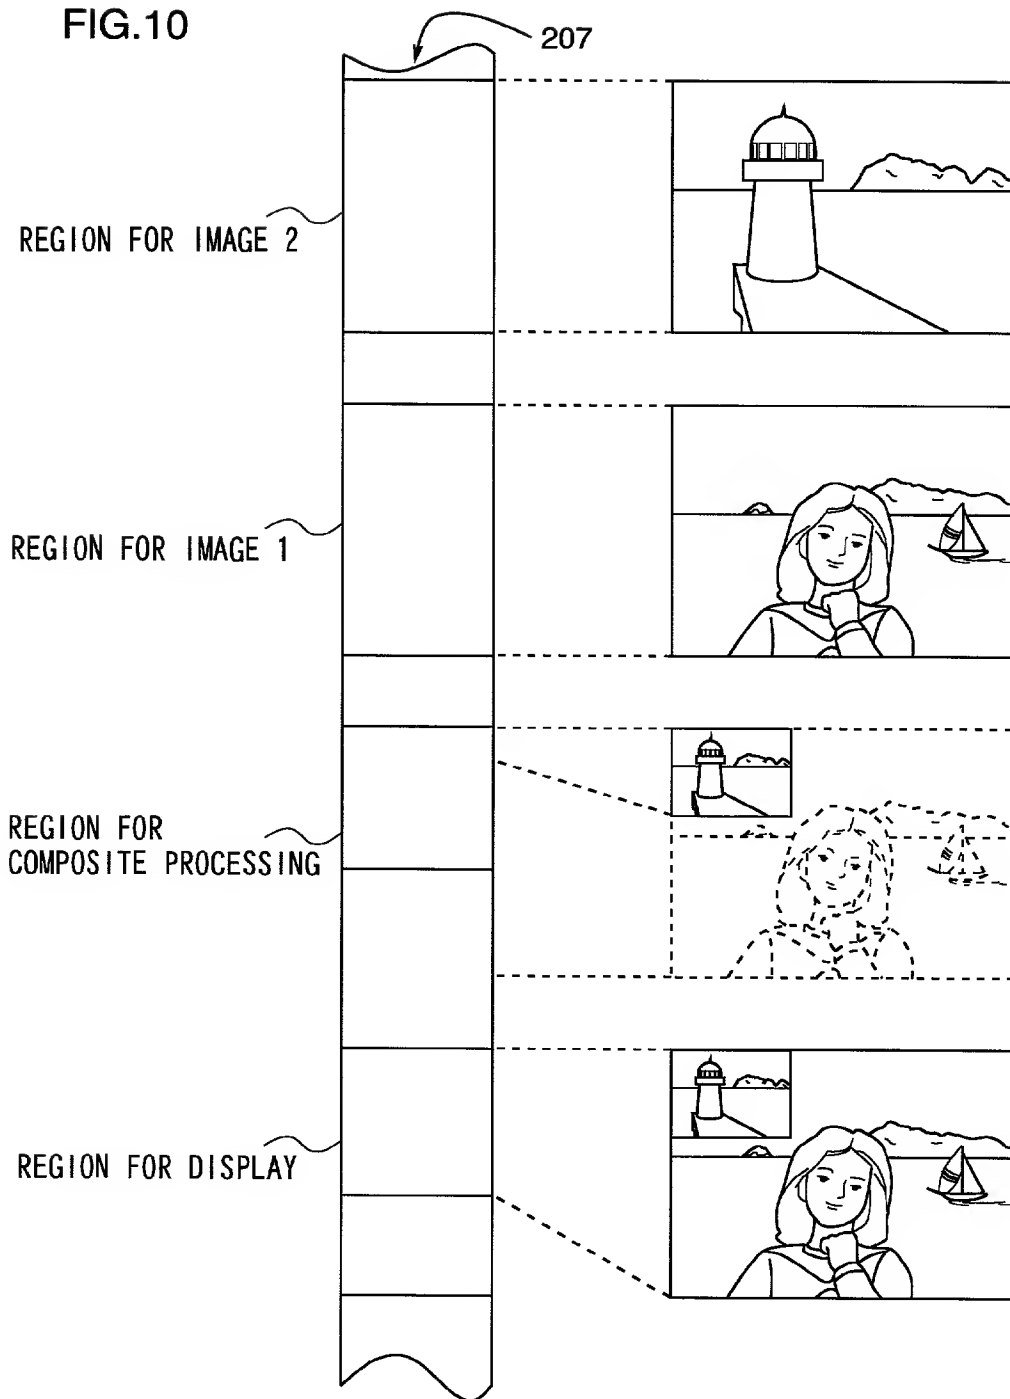 FIG.10
207
REGION FOR IMAGE 2
REGION FOR IMAGE 1
REGION FOR
COMPOSITE PROCESSING
REGION FOR DISPLAY